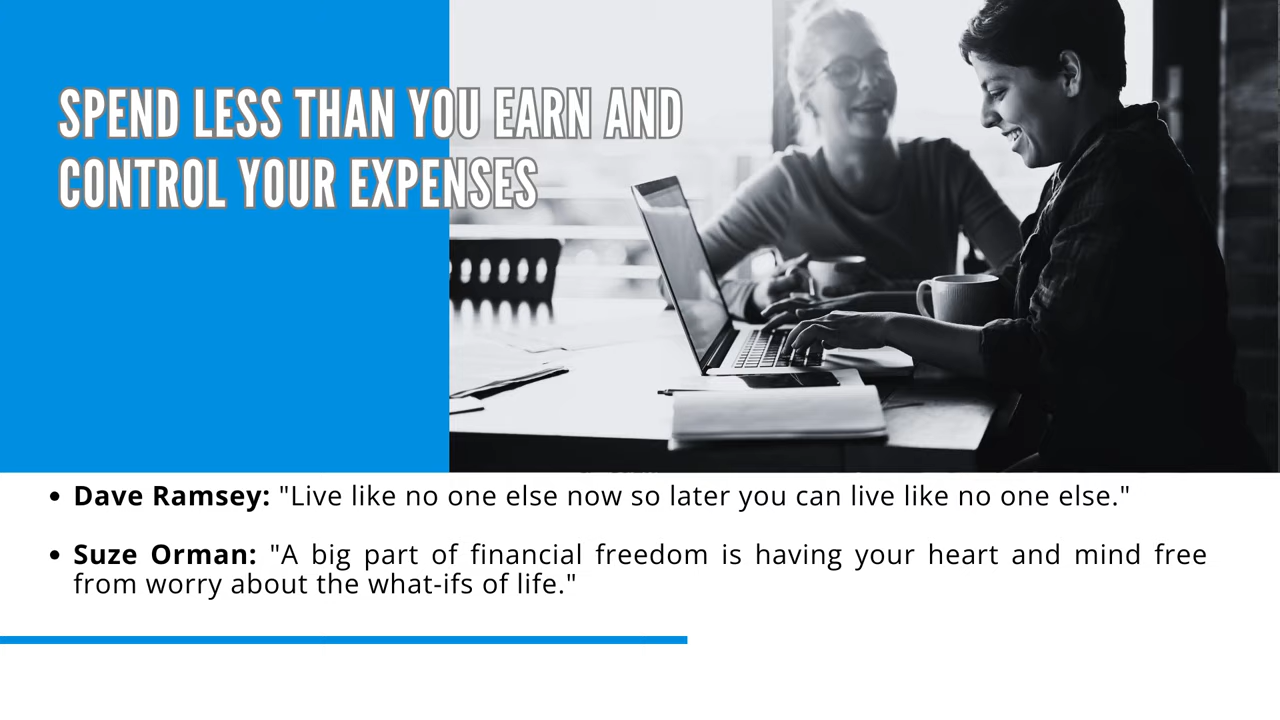 SPEND LESS THAN YOU EARN AND
CONTROL YOUR EXPENSES
• Dave Ramsey: "Live like no one else now so later you can live like no one else."
• Suze Orman: "A big part of financial freedom is having your heart and mind free
from worry about the what-ifs of life."